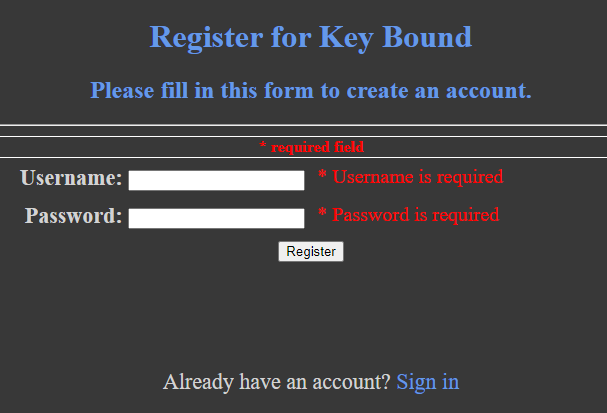 Register for Key Bound
Please fill in this form to create an account.
* required field
Username: * Username is required
Password: * Password is required
Register
Already have an account? Sign in